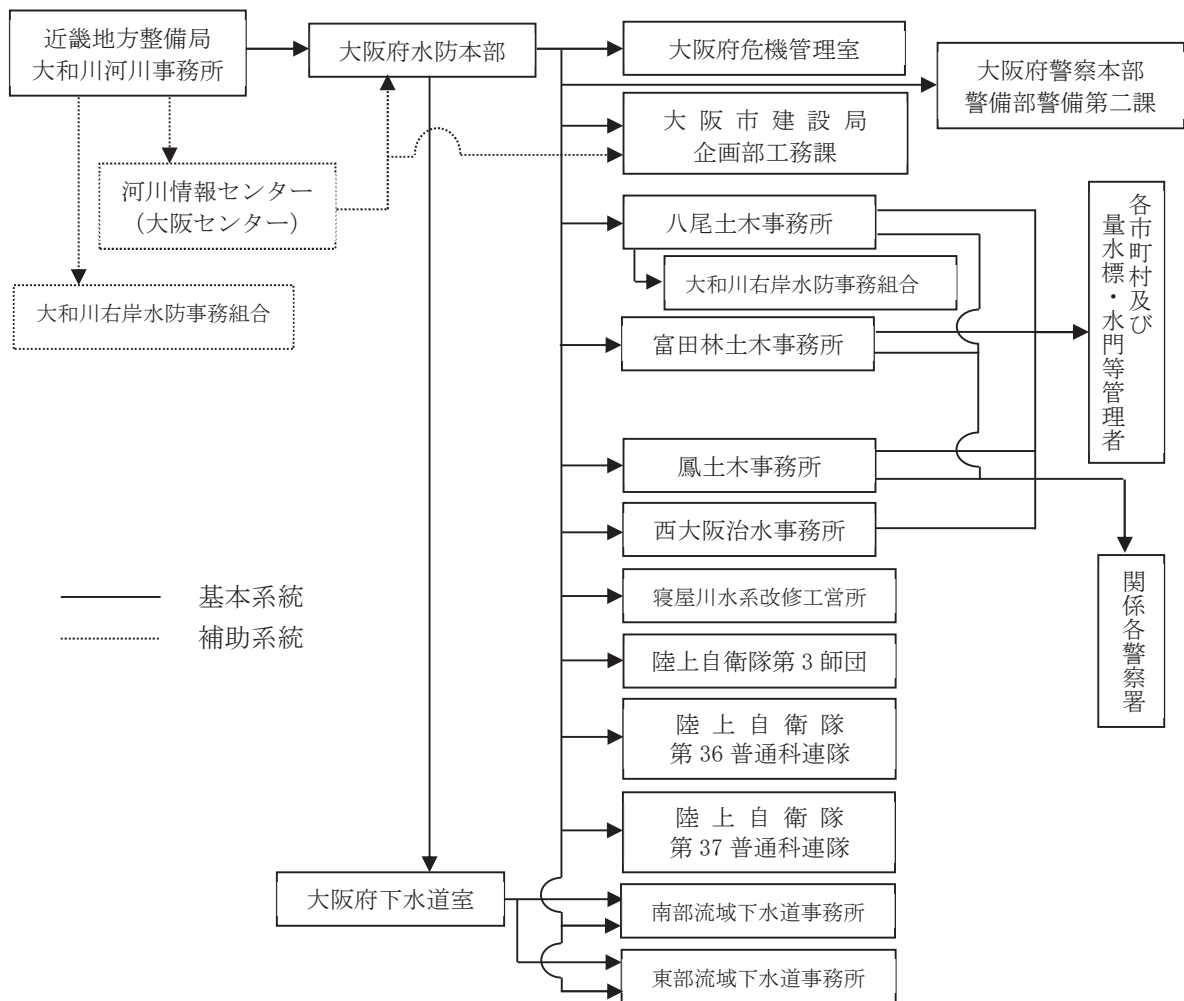 近畿地方整備局
大和川河川事務所
大阪府水防本部
大阪府危機管理室
大阪府警察本部
警備部警備第二課
大阪市建設局
企画部工務課
河川情報センター
（大阪センター）
大和川右岸水防事務組合
八尾土木事務所
大和川右岸水防事務組合
富田林土木事務所
各市町村及び
量水標・水門等管理者
鳳土木事務所
西大阪治水事務所
関係各警察署
基本系統
補助系統
寝屋川水系改修工営所
陸上自衛隊第3師団
陸上自衛隊
第36普通科連隊
陸上自衛隊
第37普通科連隊
大阪府下水道室
南部流域下水道事務所
東部流域下水道事務所